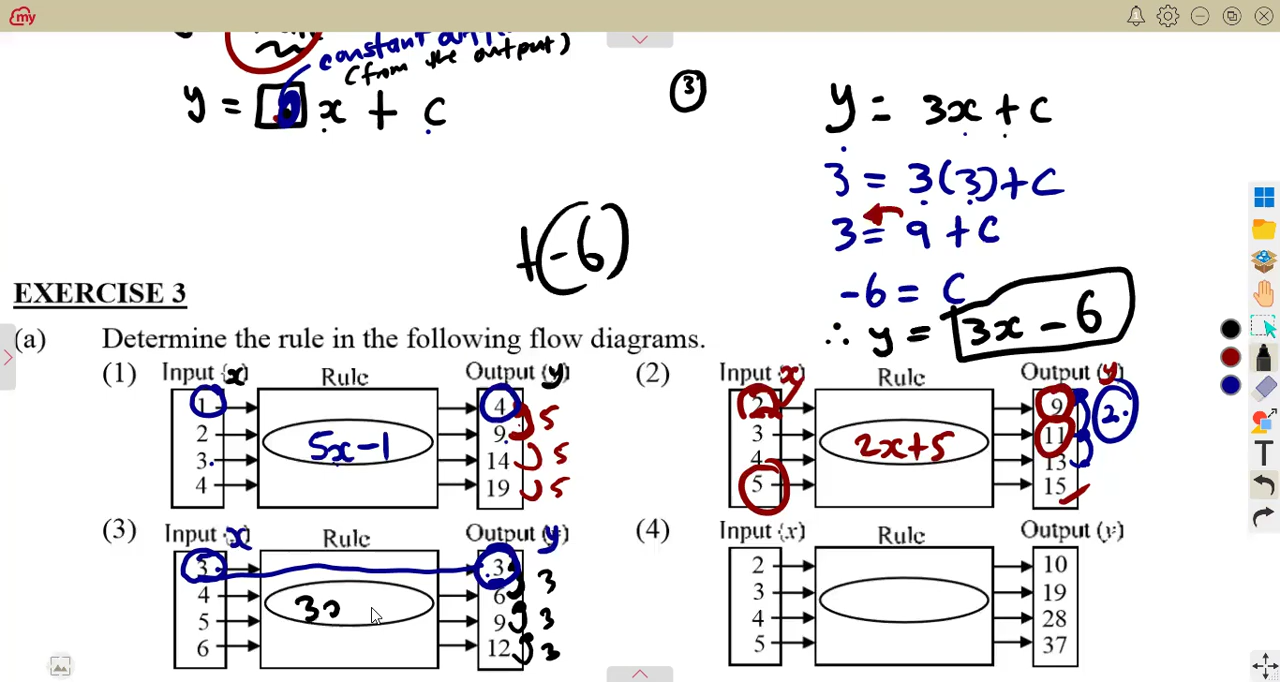 my
constant
(from the output)
y = x + c
3
y = 3x + c
3 = 3(3) + c
3 = 9 + c
+(-6)
-6 = c
∴ y = 3x - 6
EXERCISE 3
(a) Determine the rule in the following flow diagrams.
(1) Input (x) x Rule Output (y) y
1 4
2 9 5
5x - 1
3 14 5
4 19 5
(2) Input x Rule Output (y) y
2 9
3 11 2
2x + 5
4 13
5 15
(3) Input x Rule Output y
3 3
4 6 3
3x
5 9 3
6 12 3
(4) Input (x) Rule Output (y)
2 10
3 19
4 28
5 37
T